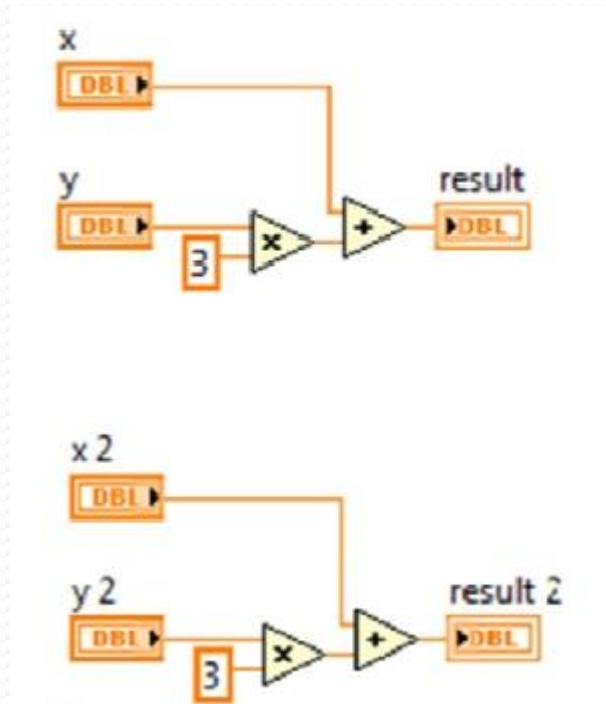 x
DBL
y
DBL
3
×
+
result
DBL
x 2
DBL
y 2
DBL
3
×
+
result 2
DBL